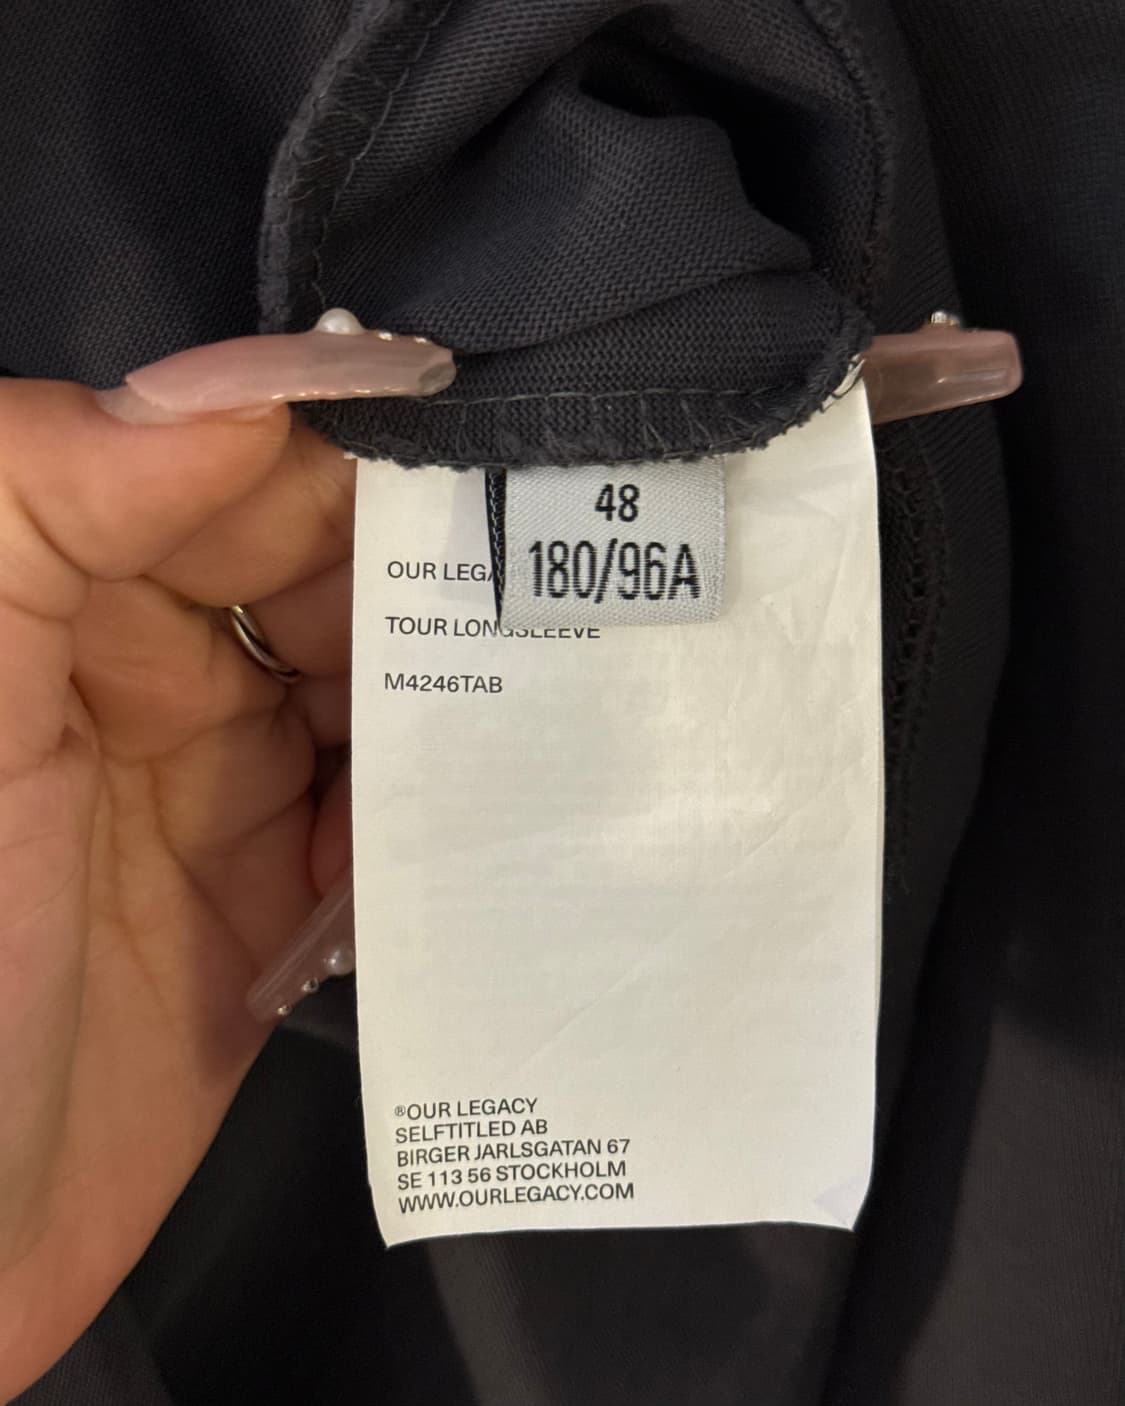 48
180/96A
OUR LEGA
TOUR LONGSLEEVE
M4246TAB
®OUR LEGACY
SELFTITLED AB
BIRGER JARLSGATAN 67
SE 113 56 STOCKHOLM
WWW.OURLEGACY.COM